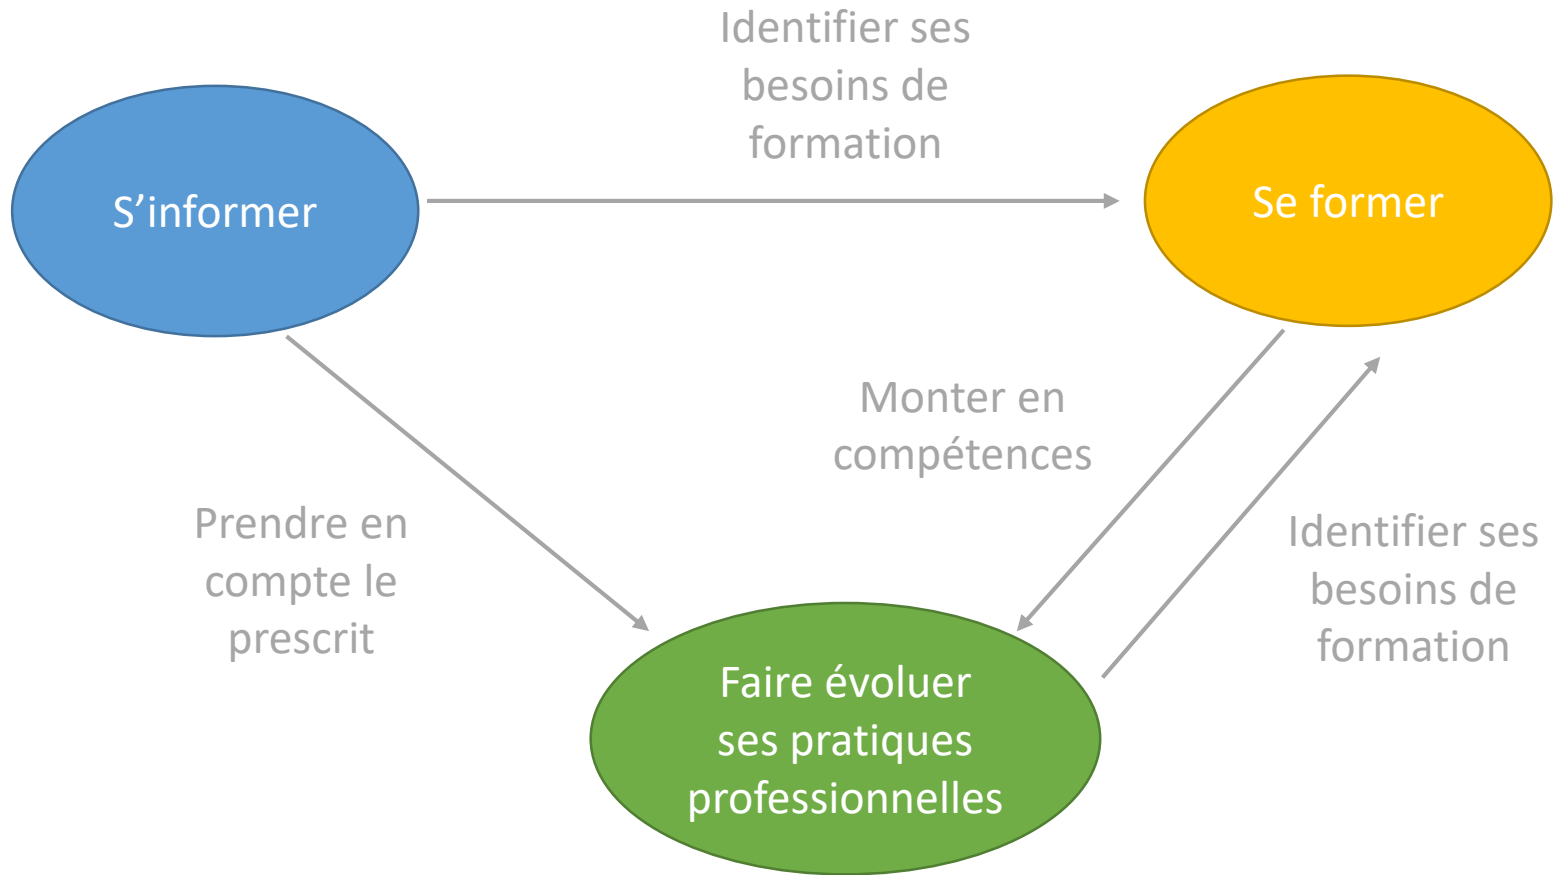 Identifier ses
besoins de
formation
S’informer
Se former
Monter en
compétences
Prendre en
compte le
prescrit
Identifier ses
besoins de
formation
Faire évoluer
ses pratiques
professionnelles